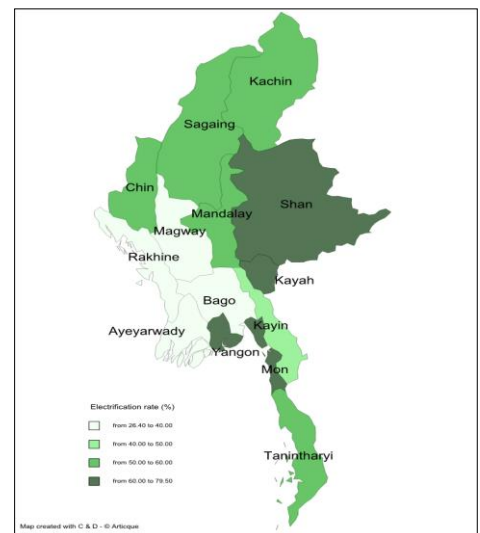 Kachin
Sagaing
Chin
Shan
Mandalay
Magway
Rakhine
Kayah
Bago
Ayeyarwady
Kayin
Yangon
Mon
Electrification rate (%)
from 26.40 to 40.00
from 40.00 to 50.00
from 50.00 to 60.00
from 60.00 to 79.50
Tanintharyi
Map created with C & D - © Articque